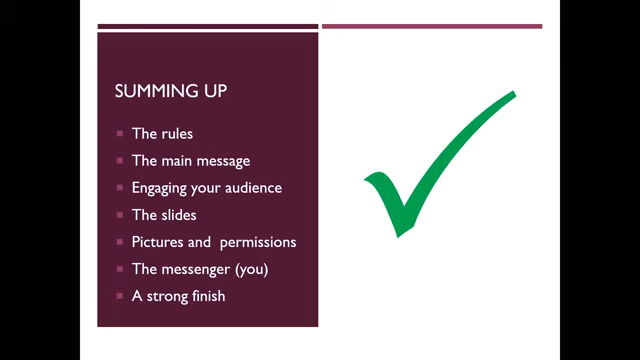 SUMMING UP
The rules
The main message
Engaging your audience
The slides
Pictures and permissions
The messenger (you)
A strong finish